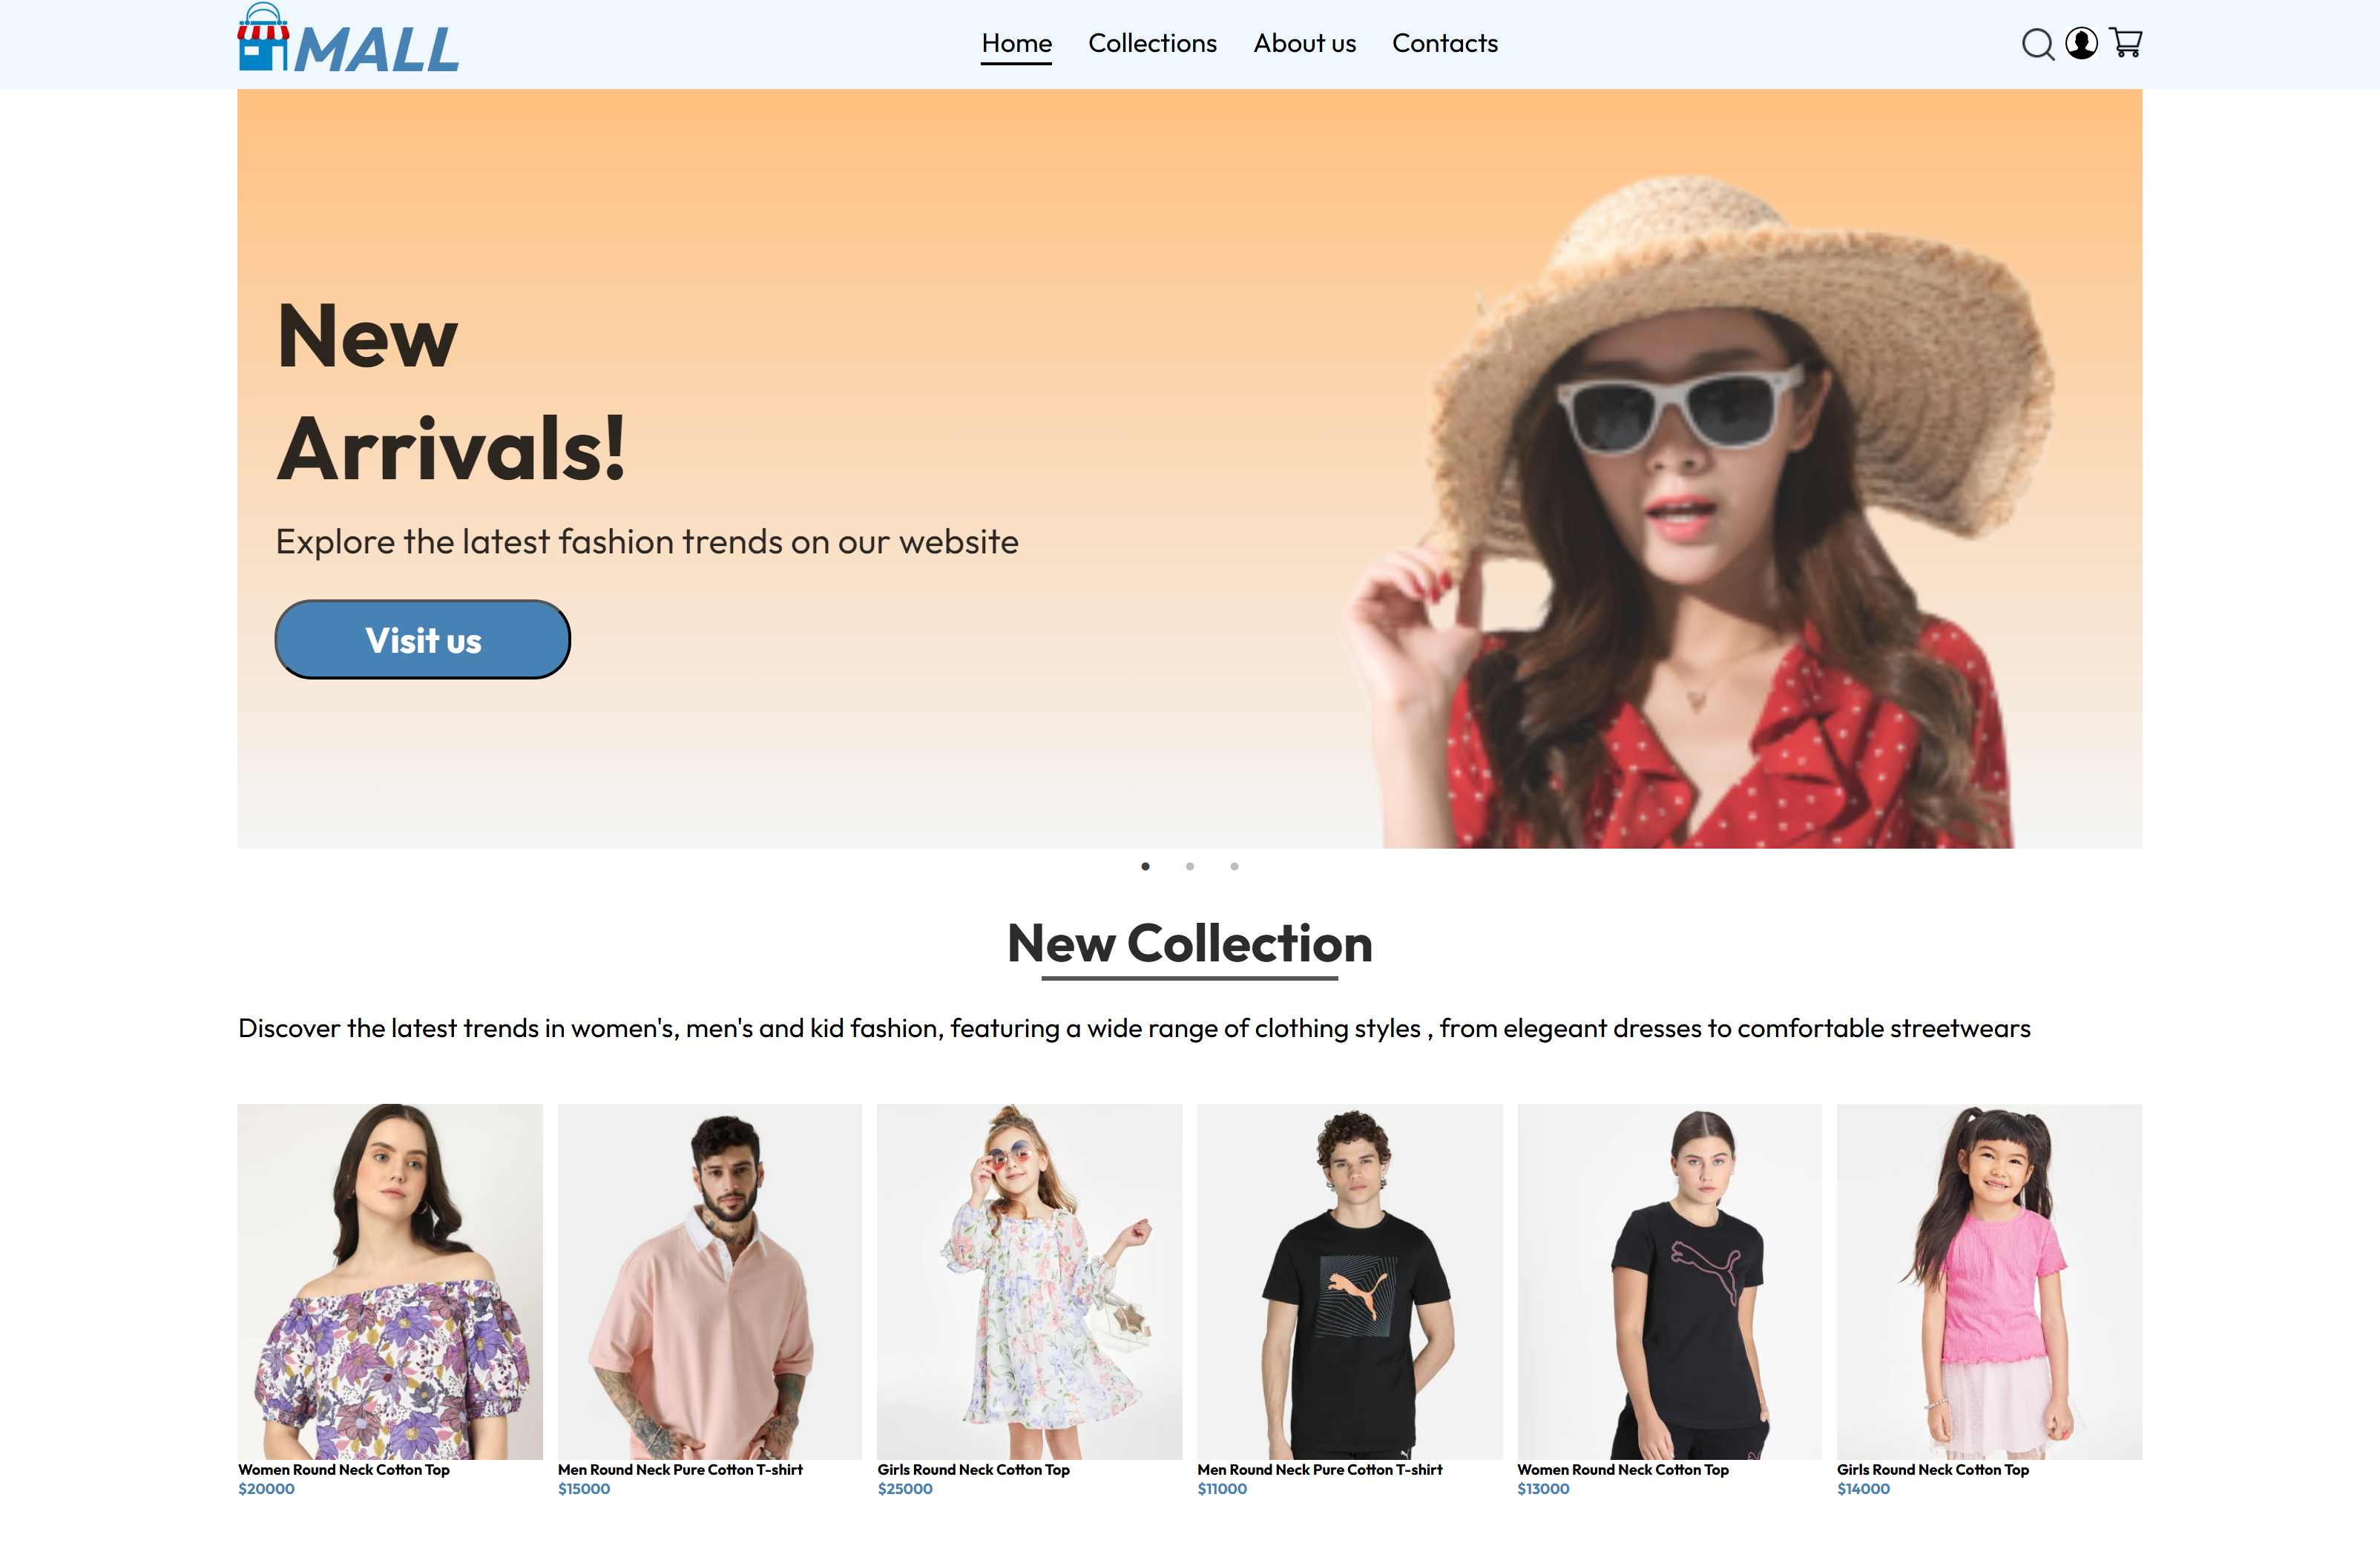 MALL
Home Collections About us Contacts
New
Arrivals!
Explore the latest fashion trends on our website
Visit us
New Collection
Discover the latest trends in women's, men's and kid fashion, featuring a wide range of clothing styles , from elegeant dresses to comfortable streetwears
Women Round Neck Cotton Top
$20000
Men Round Neck Pure Cotton T-shirt
$15000
Girls Round Neck Cotton Top
$25000
Men Round Neck Pure Cotton T-shirt
$11000
Women Round Neck Cotton Top
$13000
Girls Round Neck Cotton Top
$14000